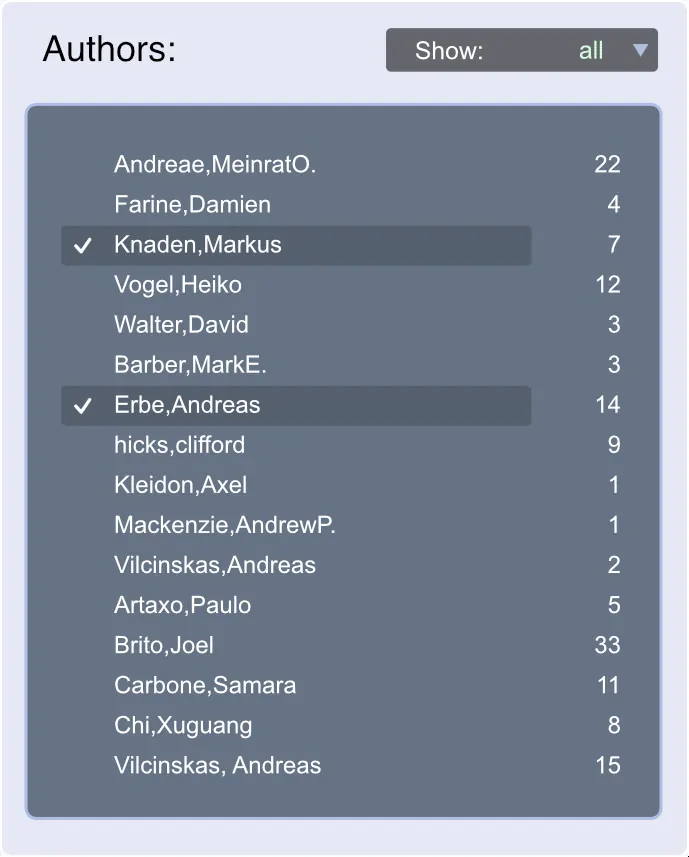 Authors:
Show: all
Andreae,MeinratO. 22
Farine,Damien 4
Knaden,Markus 7
Vogel,Heiko 12
Walter,David 3
Barber,MarkE. 3
Erbe,Andreas 14
hicks,clifford 9
Kleidon,Axel 1
Mackenzie,AndrewP. 1
Vilcinskas,Andreas 2
Artaxo,Paulo 5
Brito,Joel 33
Carbone,Samara 11
Chi,Xuguang 8
Vilcinskas, Andreas 15